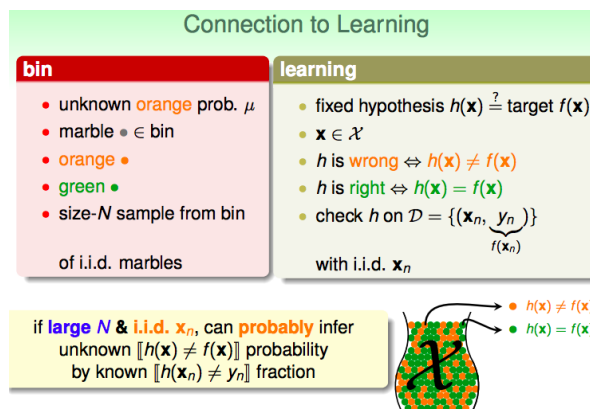 Connection to Learning
bin
• unknown orange prob. μ
• marble • ∈ bin
• orange •
• green •
• size-N sample from bin
of i.i.d. marbles
learning
• fixed hypothesis h(x) ≟ target f(x)
• x ∈ 𝒳
• h is wrong ⇔ h(x) ≠ f(x)
• h is right ⇔ h(x) = f(x)
• check h on 𝒟 = {(xₙ, yₙ)}
f(xₙ)
with i.i.d. xₙ
if large N & i.i.d. xₙ, can probably infer
unknown ⟦h(x) ≠ f(x)⟧ probability
by known ⟦h(xₙ) ≠ yₙ⟧ fraction
• h(x) ≠ f(x)
• h(x) = f(x)
𝒳